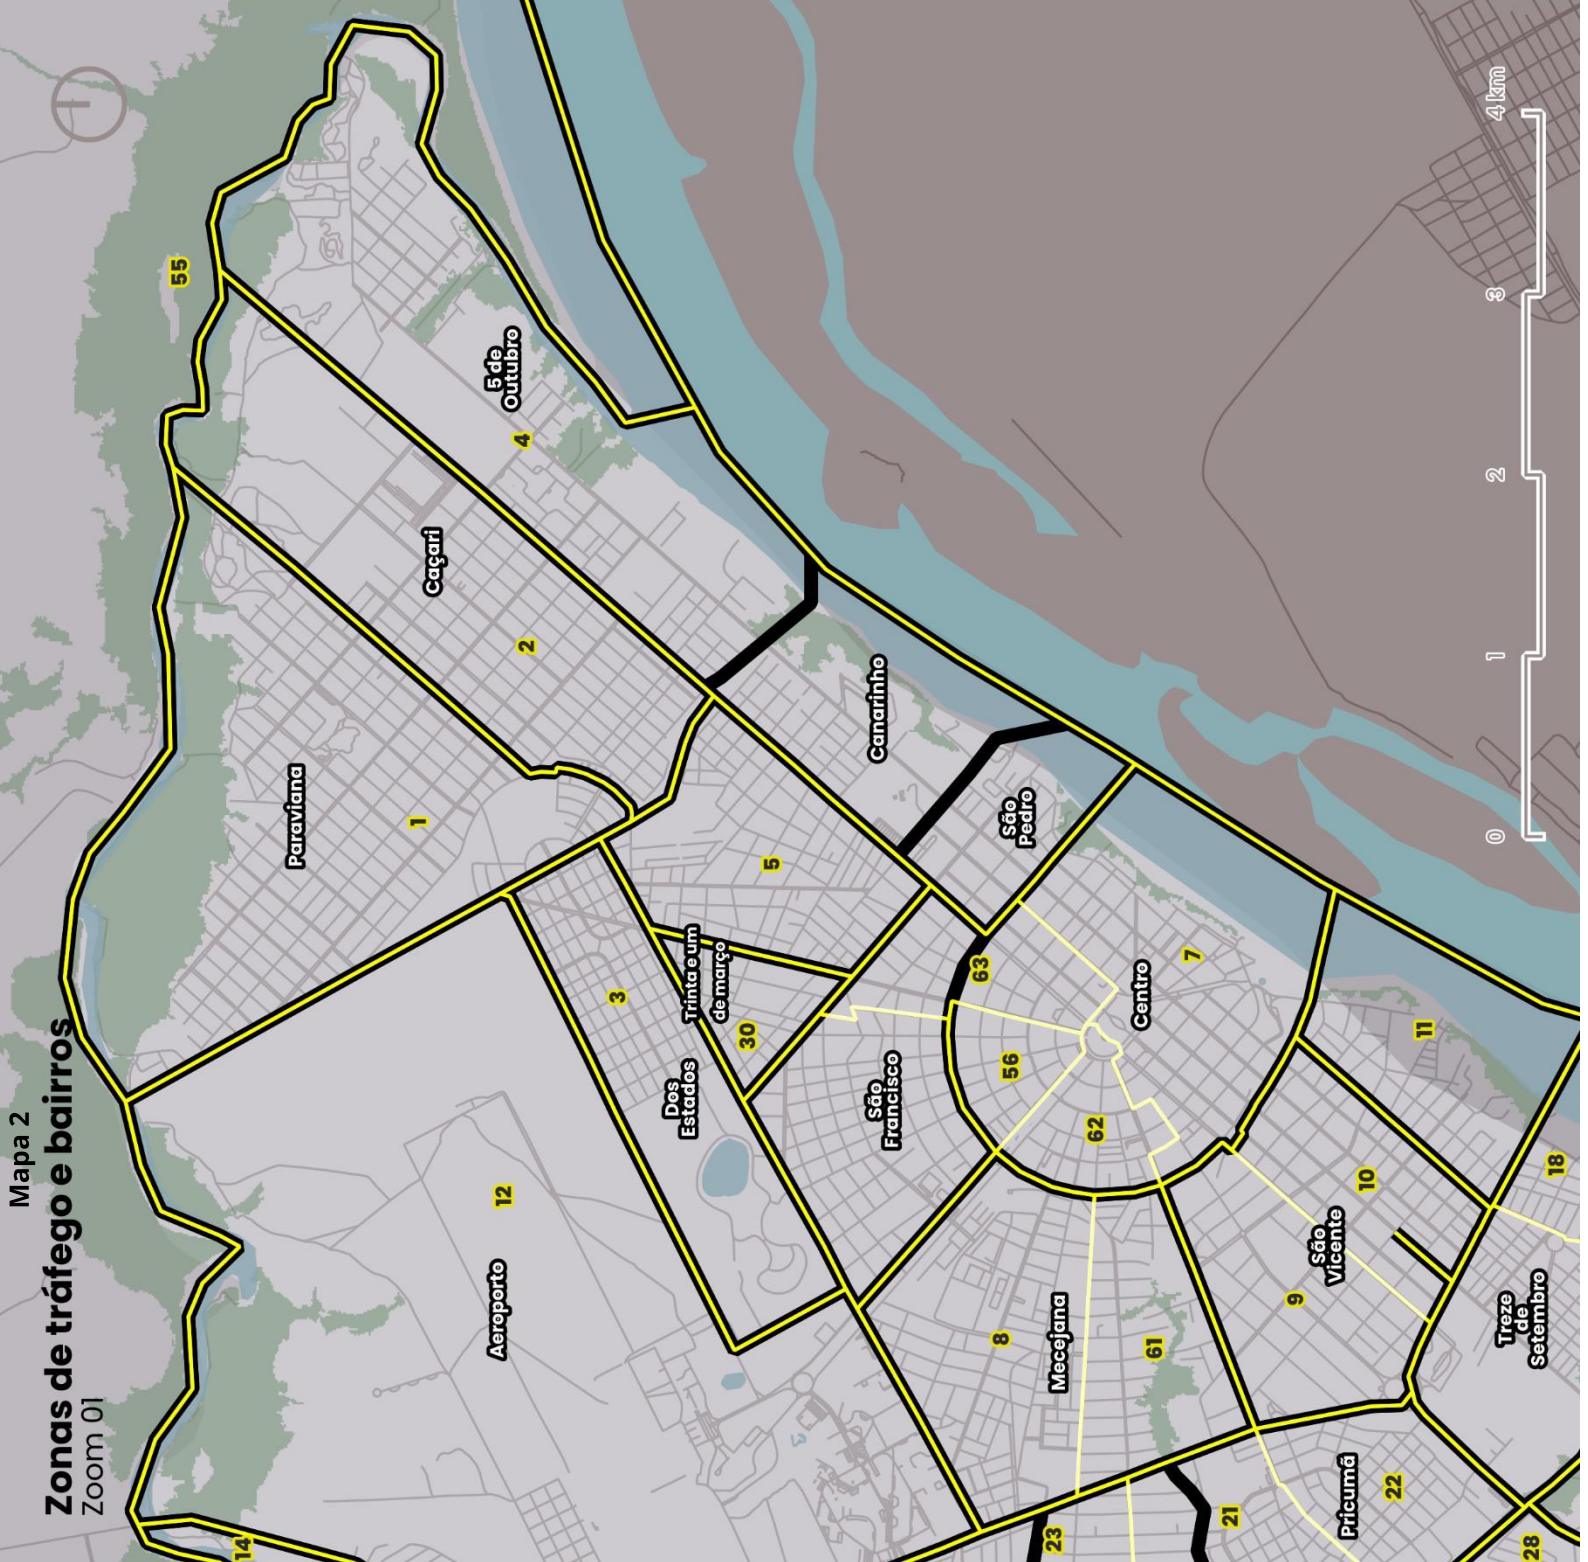 Mapa 2
Zonas de tráfego e bairros
Zoom 01
55
Paraviana
1
Caçari
2
5 de
Outubro
4
Aeroporto
12
14
3
Dos
Estados
Trinta e um
de março
30
5
Canarinho
São
Pedro
São
Francisco
63
56
62
Centro
7
11
8
Mecejana
61
São
Vicente
9
10
18
Treze
de
Setembro
23
21
Pricumã
22
28
0
1
2
3
4 km